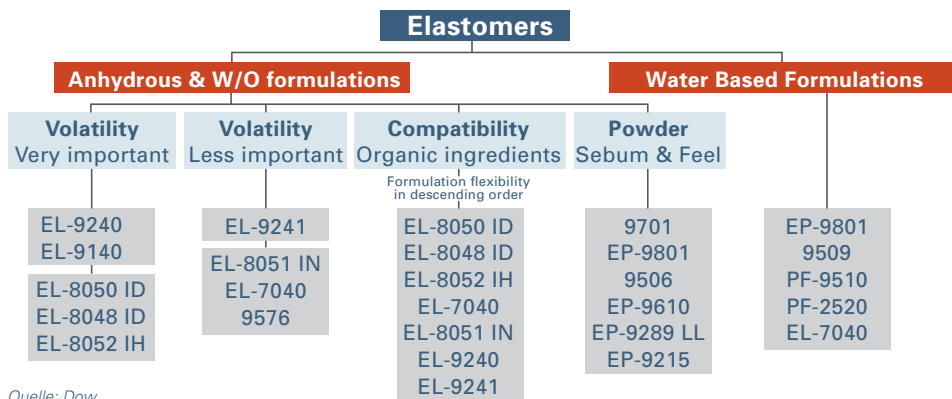 Elastomers
Anhydrous & W/O formulations
Water Based Formulations
Volatility
Very important
Volatility
Less important
Compatibility
Organic ingredients
Powder
Sebum & Feel
Formulation flexibility
in descending order
EL-9240
EL-9140
EL-8050 ID
EL-8048 ID
EL-8052 IH
EL-9241
EL-8051 IN
EL-7040
9576
EL-8050 ID
EL-8048 ID
EL-8052 IH
EL-7040
EL-8051 IN
EL-9240
EL-9241
9701
EP-9801
9506
EP-9610
EP-9289 LL
EP-9215
EP-9801
9509
PF-9510
PF-2520
EL-7040
Quelle: Dow